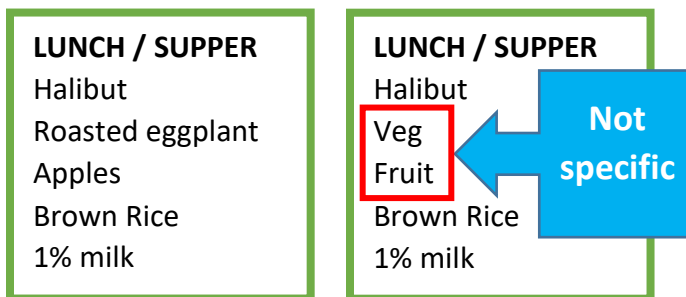 LUNCH / SUPPER
Halibut
Roasted eggplant
Apples
Brown Rice
1% milk
LUNCH / SUPPER
Halibut
Veg
Fruit
Brown Rice
1% milk
Not
specific